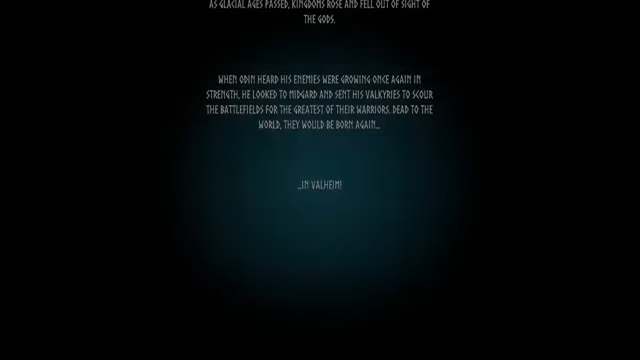 AS GLACIAL AGES PASSED, KINGDOMS ROSE AND FELL OUT OF SIGHT OF
THE GODS.
WHEN ODIN HEARD HIS ENEMIES WERE GROWING ONCE AGAIN IN
STRENGTH, HE LOOKED TO MIDGARD AND SENT HIS VALKYRIES TO SCOUR
THE BATTLEFIELDS FOR THE GREATEST OF THEIR WARRIORS. DEAD TO THE
WORLD, THEY WOULD BE BORN AGAIN...
...IN VALHEIM!